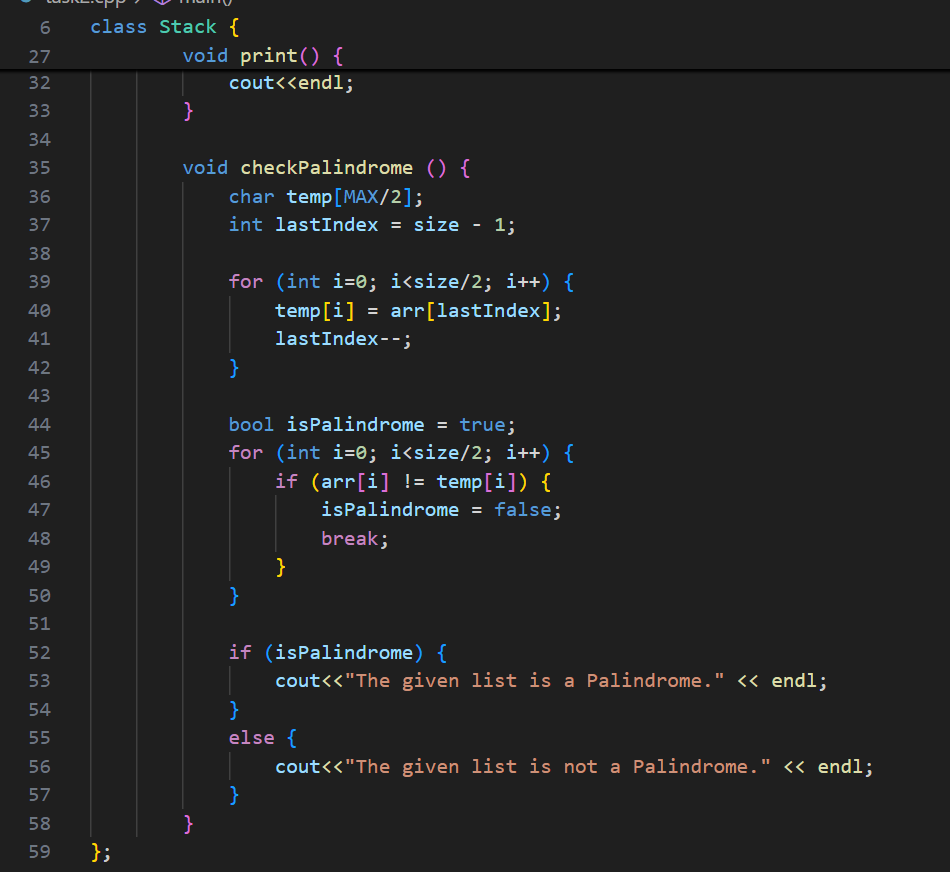 task2.cpp > main()
6 class Stack {
27 void print() {
32 cout<<endl;
33 }
34
35 void checkPalindrome () {
36 char temp[MAX/2];
37 int lastIndex = size - 1;
38
39 for (int i=0; i<size/2; i++) {
40 temp[i] = arr[lastIndex];
41 lastIndex--;
42 }
43
44 bool isPalindrome = true;
45 for (int i=0; i<size/2; i++) {
46 if (arr[i] != temp[i]) {
47 isPalindrome = false;
48 break;
49 }
50 }
51
52 if (isPalindrome) {
53 cout<<"The given list is a Palindrome." << endl;
54 }
55 else {
56 cout<<"The given list is not a Palindrome." << endl;
57 }
58 }
59 };